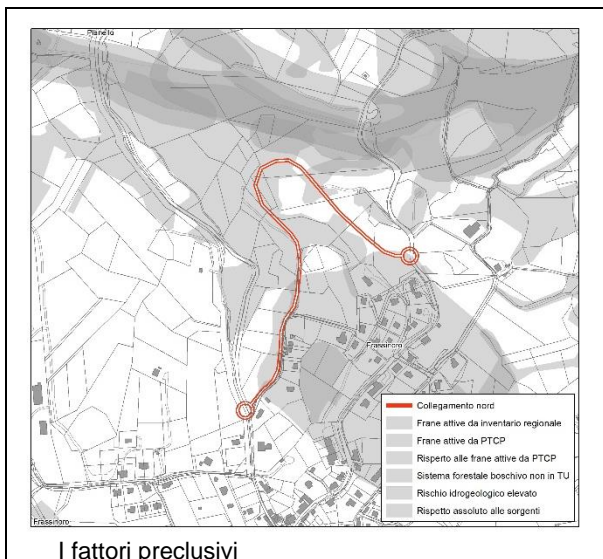 Pianello
Frassinoro
Collegamento nord
Frane attive da inventario regionale
Frane attive da PTCP
Risperto alle frane attive da PTCP
Sistema forestale boschivo non in TU
Rischio idrogeologico elevato
Rispetto assoluto alle sorgenti
Frassinoro
I fattori preclusivi